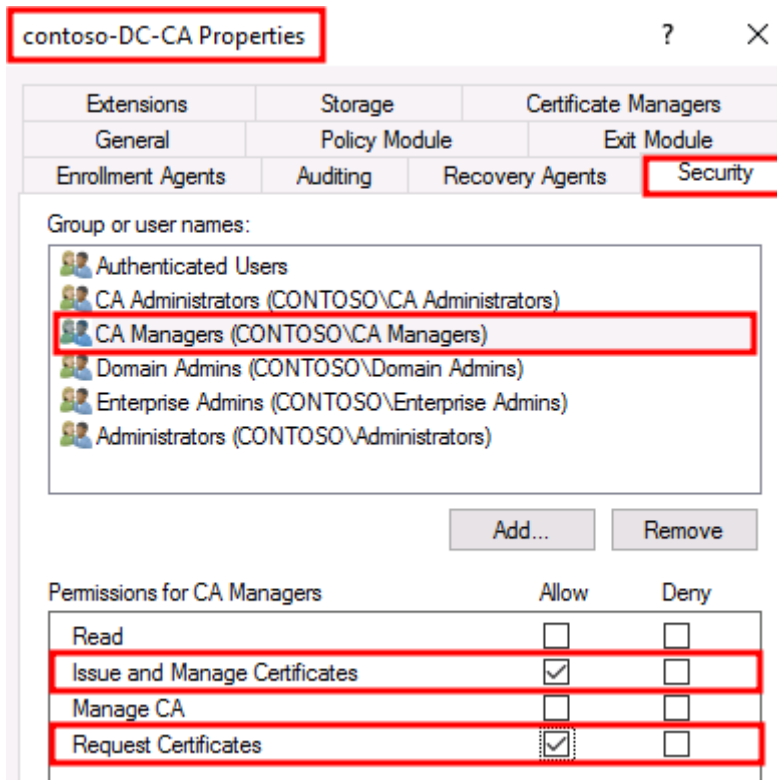 contoso-DC-CA Properties ? ×
Extensions Storage Certificate Managers
General Policy Module Exit Module
Enrollment Agents Auditing Recovery Agents Security
Group or user names:
Authenticated Users
CA Administrators (CONTOSO\CA Administrators)
CA Managers (CONTOSO\CA Managers)
Domain Admins (CONTOSO\Domain Admins)
Enterprise Admins (CONTOSO\Enterprise Admins)
Administrators (CONTOSO\Administrators)
Add... Remove
Permissions for CA Managers Allow Deny
Read
Issue and Manage Certificates
Manage CA
Request Certificates